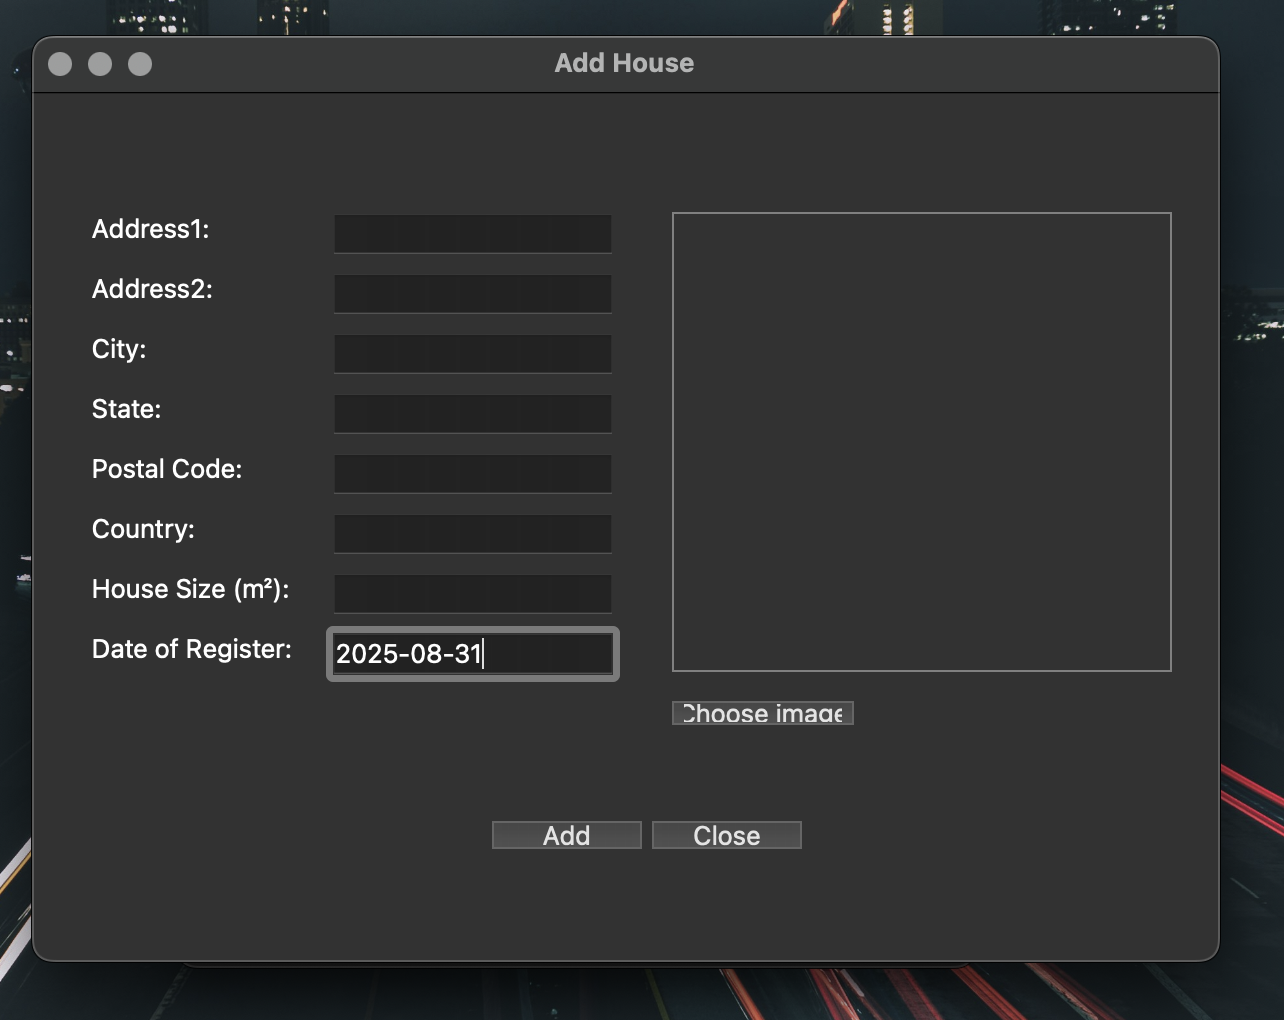 Add House
Address1:
Address2:
City:
State:
Postal Code:
Country:
House Size (m²):
Date of Register: 2025-08-31
Choose image
Add Close